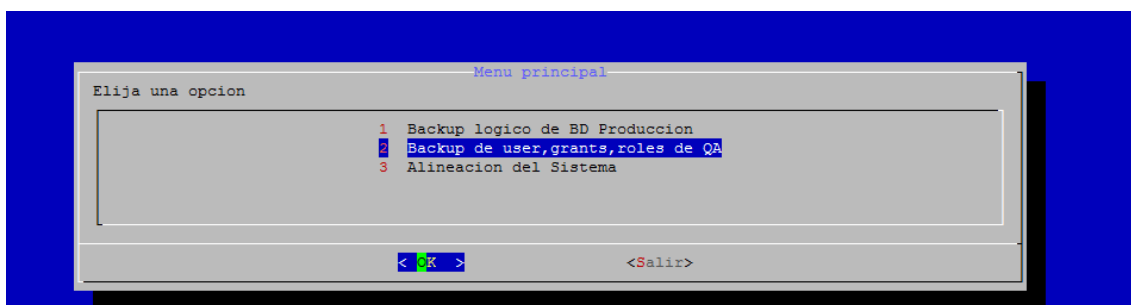 Menu principal
Elija una opcion
1 Backup logico de BD Produccion
2 Backup de user,grants,roles de QA
3 Alineacion del Sistema
< OK > <Salir>